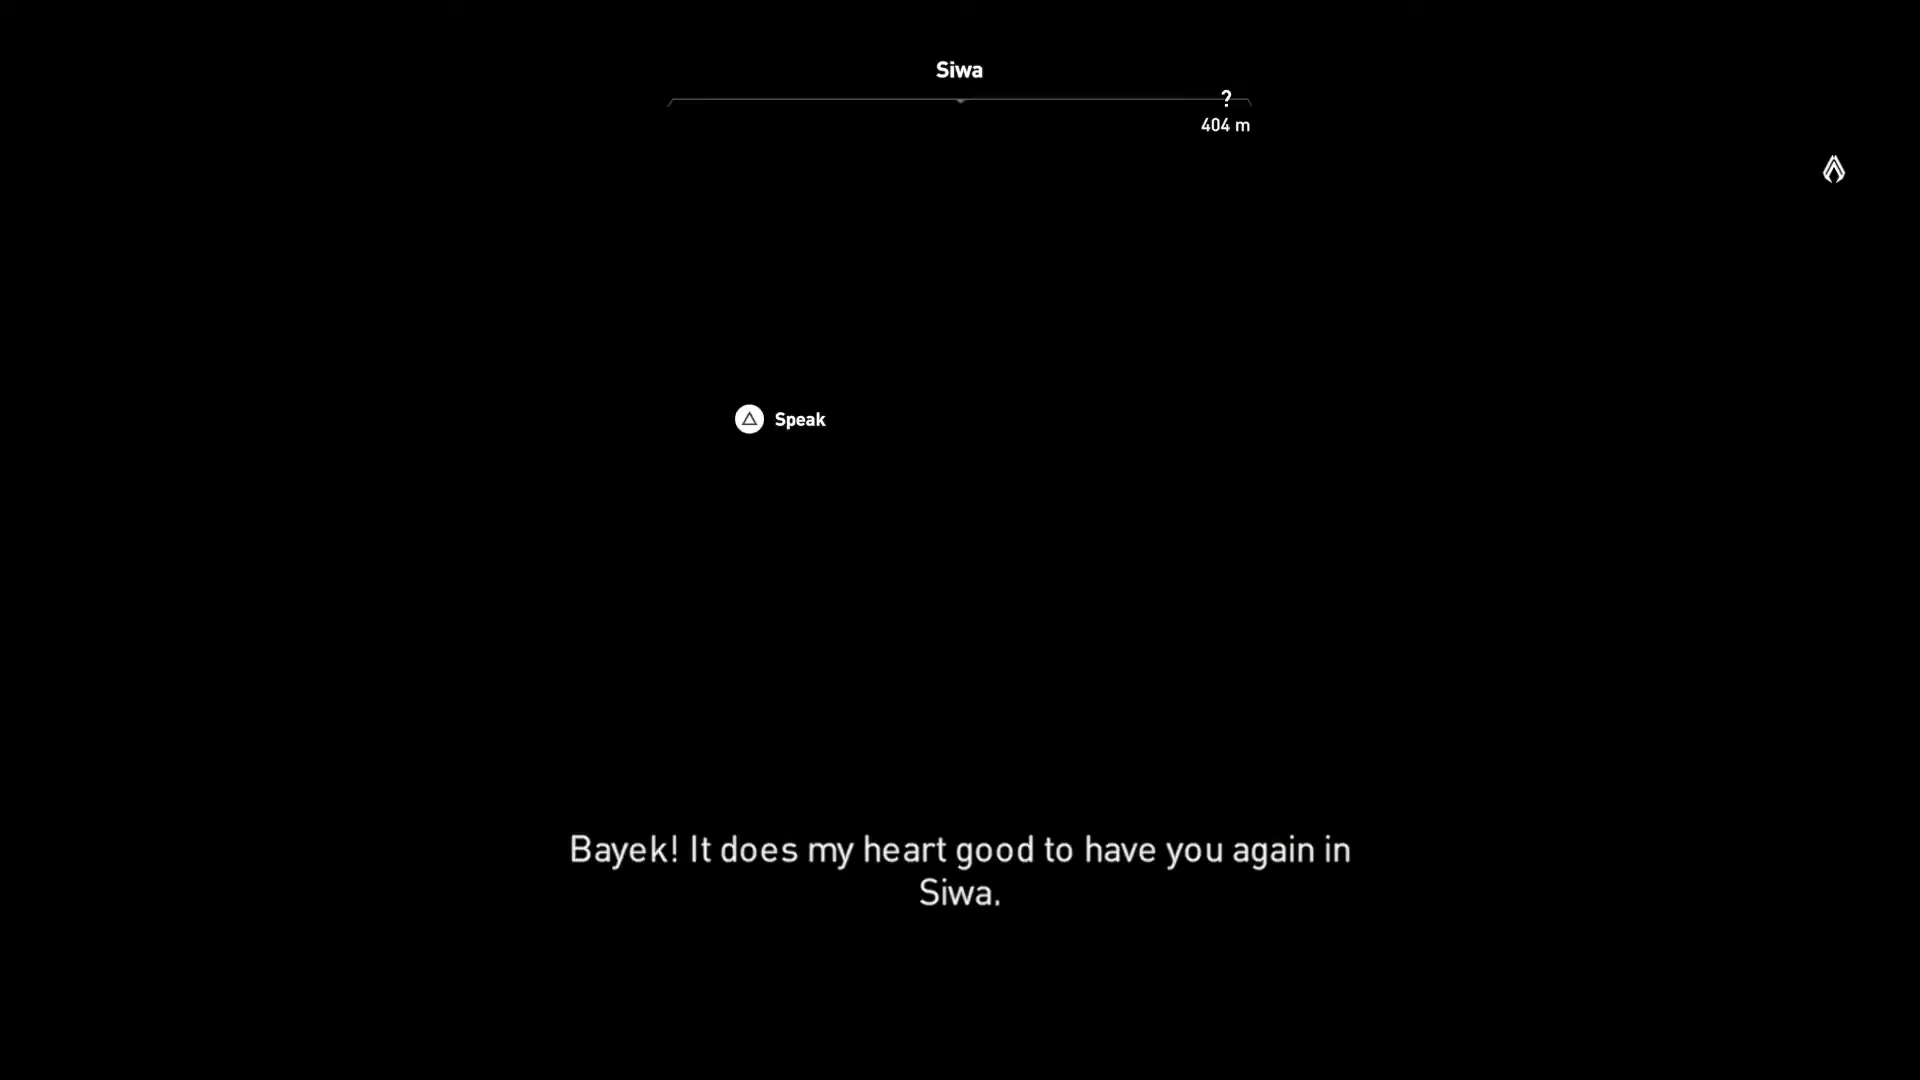 Siwa
?
404 m
Speak
Bayek! It does my heart good to have you again in
Siwa.